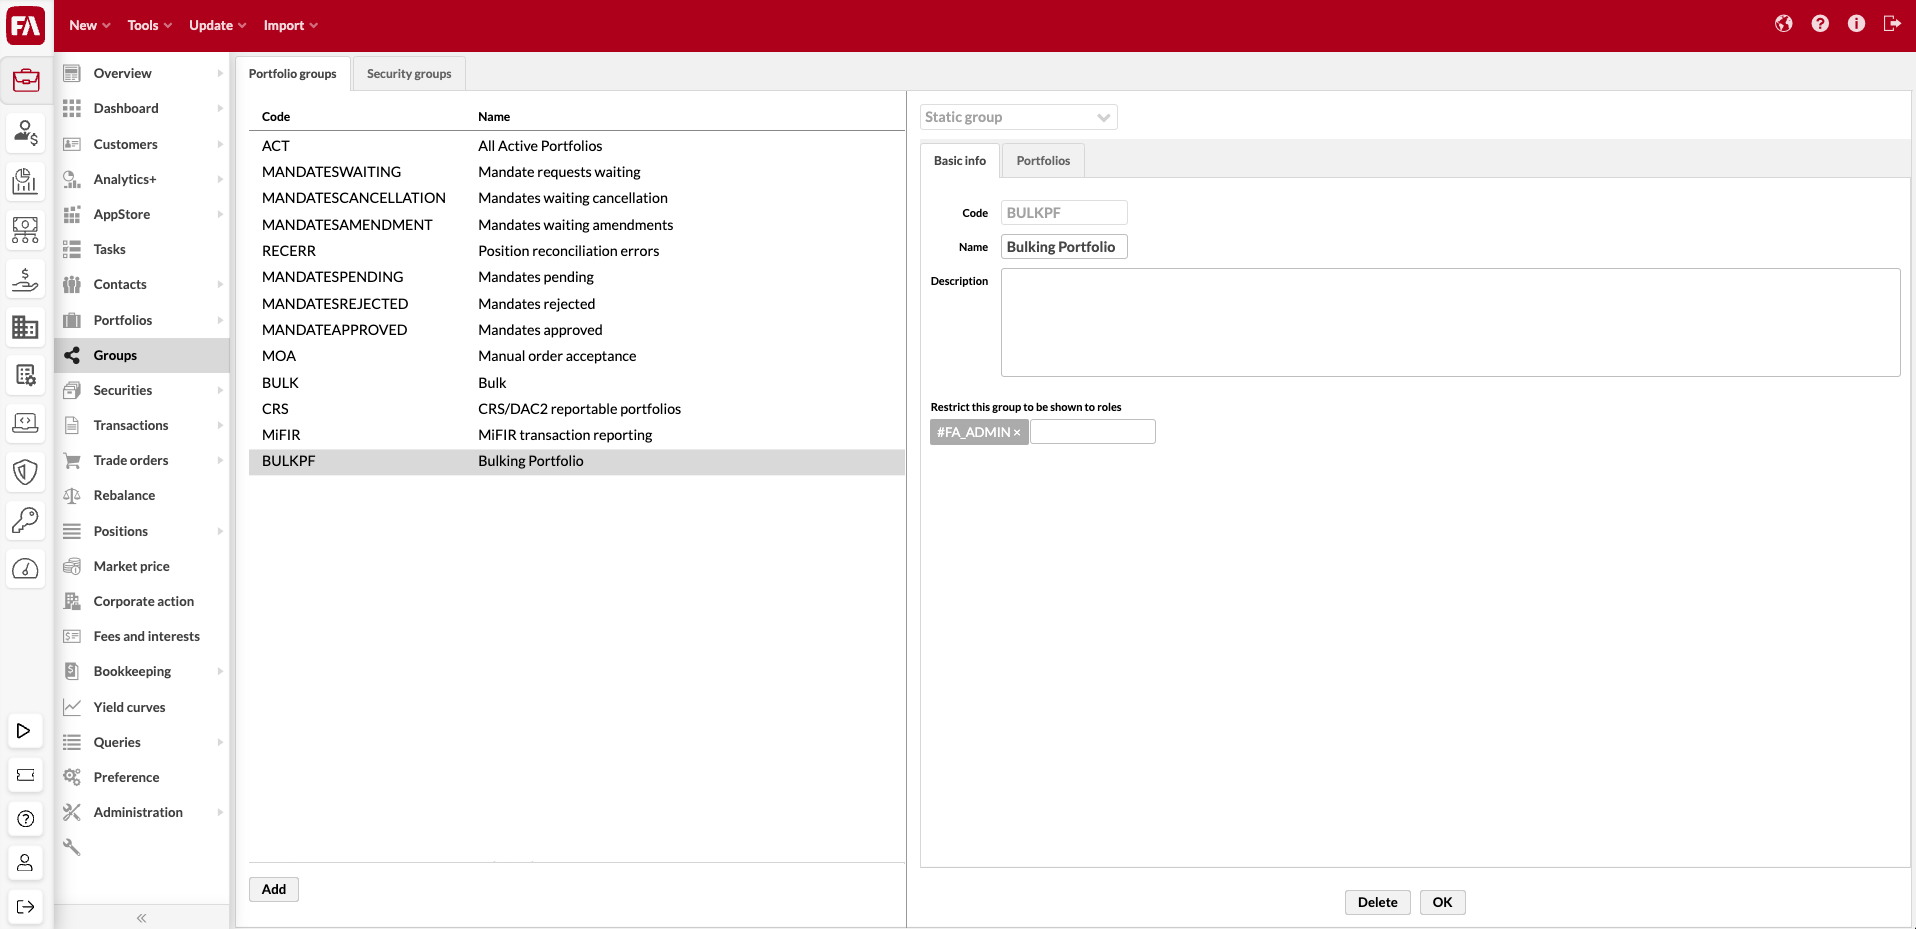 FA New Tools Update Import
Overview
Dashboard
Customers
Analytics+
AppStore
Tasks
Contacts
Portfolios
Groups
Securities
Transactions
Trade orders
Rebalance
Positions
Market price
Corporate action
Fees and interests
Bookkeeping
Yield curves
Queries
Preference
Administration
«
Portfolio groups Security groups
Code Name
ACT All Active Portfolios
MANDATESWAITING Mandate requests waiting
MANDATESCANCELLATION Mandates waiting cancellation
MANDATESAMENDMENT Mandates waiting amendments
RECERR Position reconciliation errors
MANDATESPENDING Mandates pending
MANDATESREJECTED Mandates rejected
MANDATEAPPROVED Mandates approved
MOA Manual order acceptance
BULK Bulk
CRS CRS/DAC2 reportable portfolios
MiFIR MiFIR transaction reporting
BULKPF Bulking Portfolio
Add
Static group
Basic info Portfolios
Code BULKPF
Name Bulking Portfolio
Description
Restrict this group to be shown to roles
#FA_ADMIN ×
Delete OK